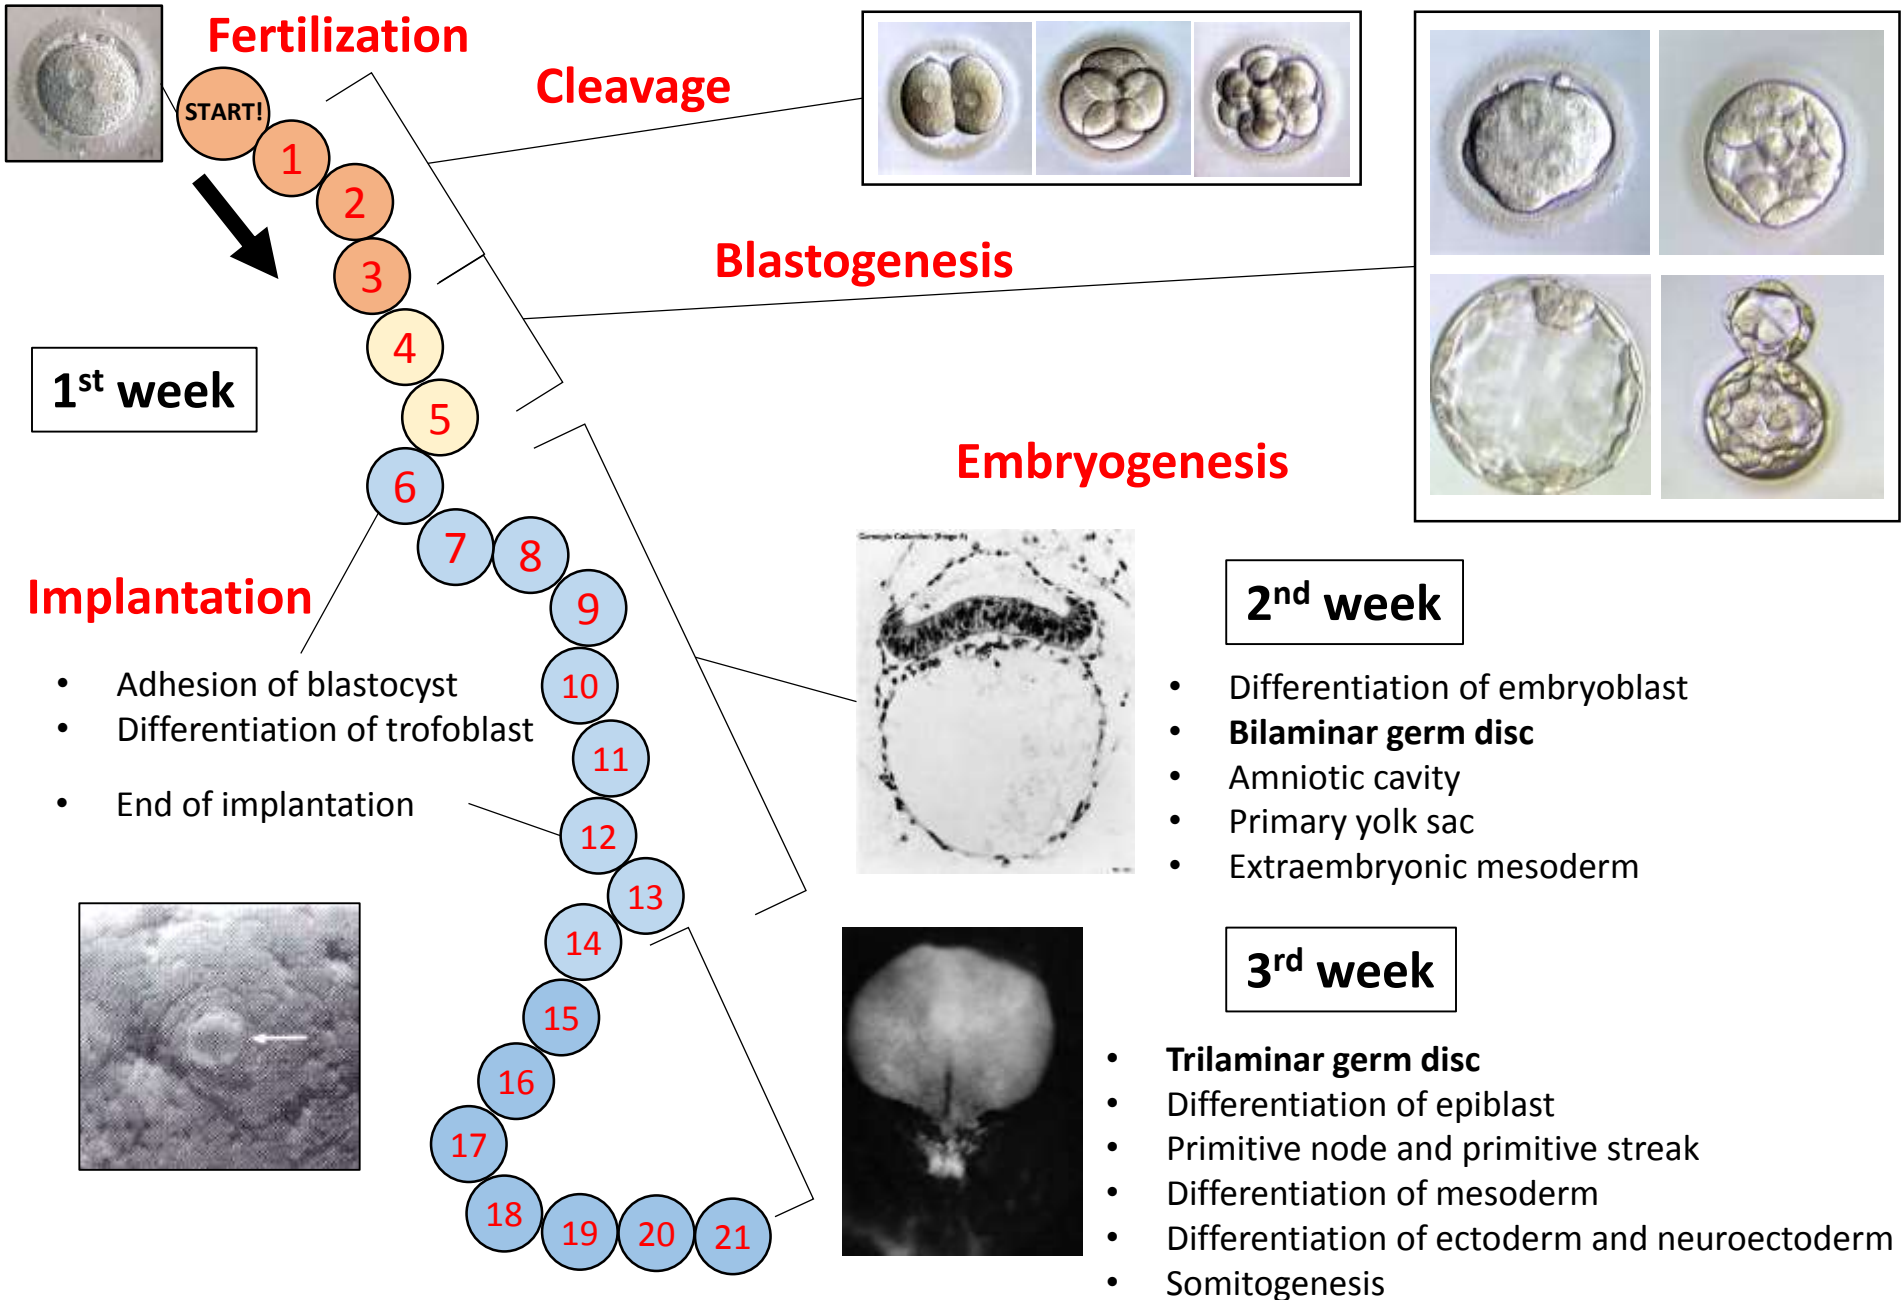 Fertilization
START!
1
2
3
4
5
6
7
8
9
10
11
12
13
14
15
16
17
18
19
20
21
Cleavage
Blastogenesis
1st week
Embryogenesis
Implantation
• Adhesion of blastocyst
• Differentiation of trofoblast
• End of implantation
2nd week
• Differentiation of embryoblast
• Bilaminar germ disc
• Amniotic cavity
• Primary yolk sac
• Extraembryonic mesoderm
3rd week
• Trilaminar germ disc
• Differentiation of epiblast
• Primitive node and primitive streak
• Differentiation of mesoderm
• Differentiation of ectoderm and neuroectoderm
• Somitogenesis